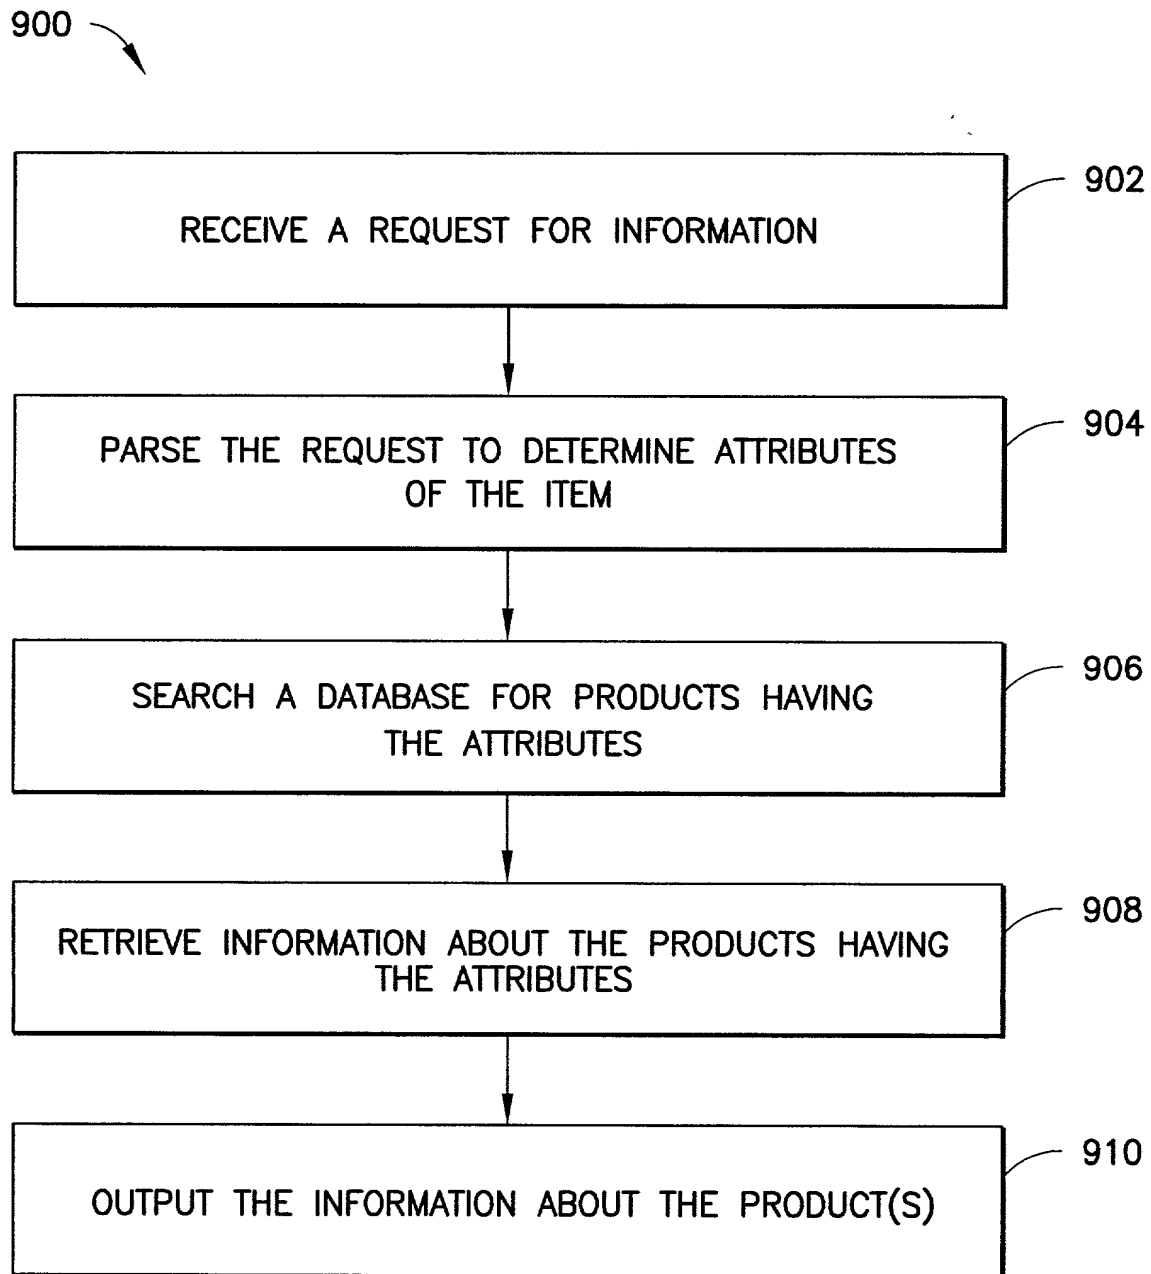 900
902
RECEIVE A REQUEST FOR INFORMATION
904
PARSE THE REQUEST TO DETERMINE ATTRIBUTES
OF THE ITEM
906
SEARCH A DATABASE FOR PRODUCTS HAVING
THE ATTRIBUTES
908
RETRIEVE INFORMATION ABOUT THE PRODUCTS HAVING
THE ATTRIBUTES
910
OUTPUT THE INFORMATION ABOUT THE PRODUCT(S)